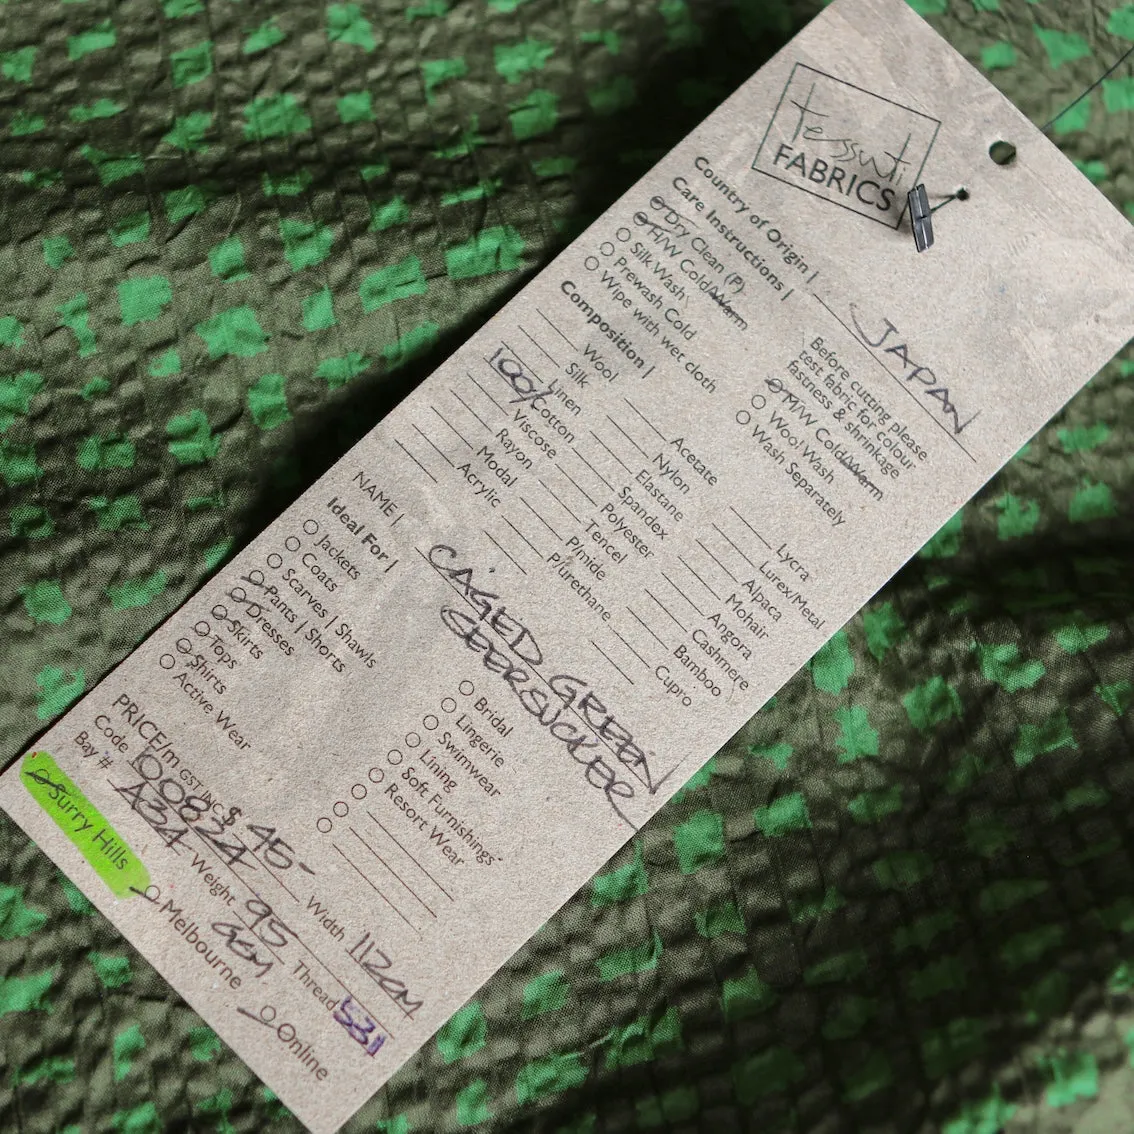 tessuti
FABRICS
Country of Origin | JAPAN
Care Instructions |
Dry Clean (P)
H/W Cold/Warm
Silk Wash
Prewash Cold
Wipe with wet cloth
Before cutting please
test fabric for colour
fastness & shrinkage
M/W Cold/Warm
Wool Wash
Wash Separately
Composition |
Wool
Silk
Linen
100% Cotton
Viscose
Rayon
Modal
Acrylic
Acetate
Nylon
Elastane
Spandex
Polyester
Tencel
P/mide
P/urethane
Lycra
Lurex/Metal
Alpaca
Mohair
Angora
Cashmere
Bamboo
Cupro
NAME | CAGED GREEN
SEERSUCKER
Ideal For |
Jackets
Coats
Scarves | Shawls
Pants | Shorts
Dresses
Skirts
Tops
Shirts
Active Wear
Bridal
Lingerie
Swimwear
Lining
Soft Furnishings
Resort Wear
PRICE/m GST INC $ 45-
Code 1008224 Width 112CM
Bay # A34 Weight 95 GSM Thread 531
Surry Hills
Melbourne
Online